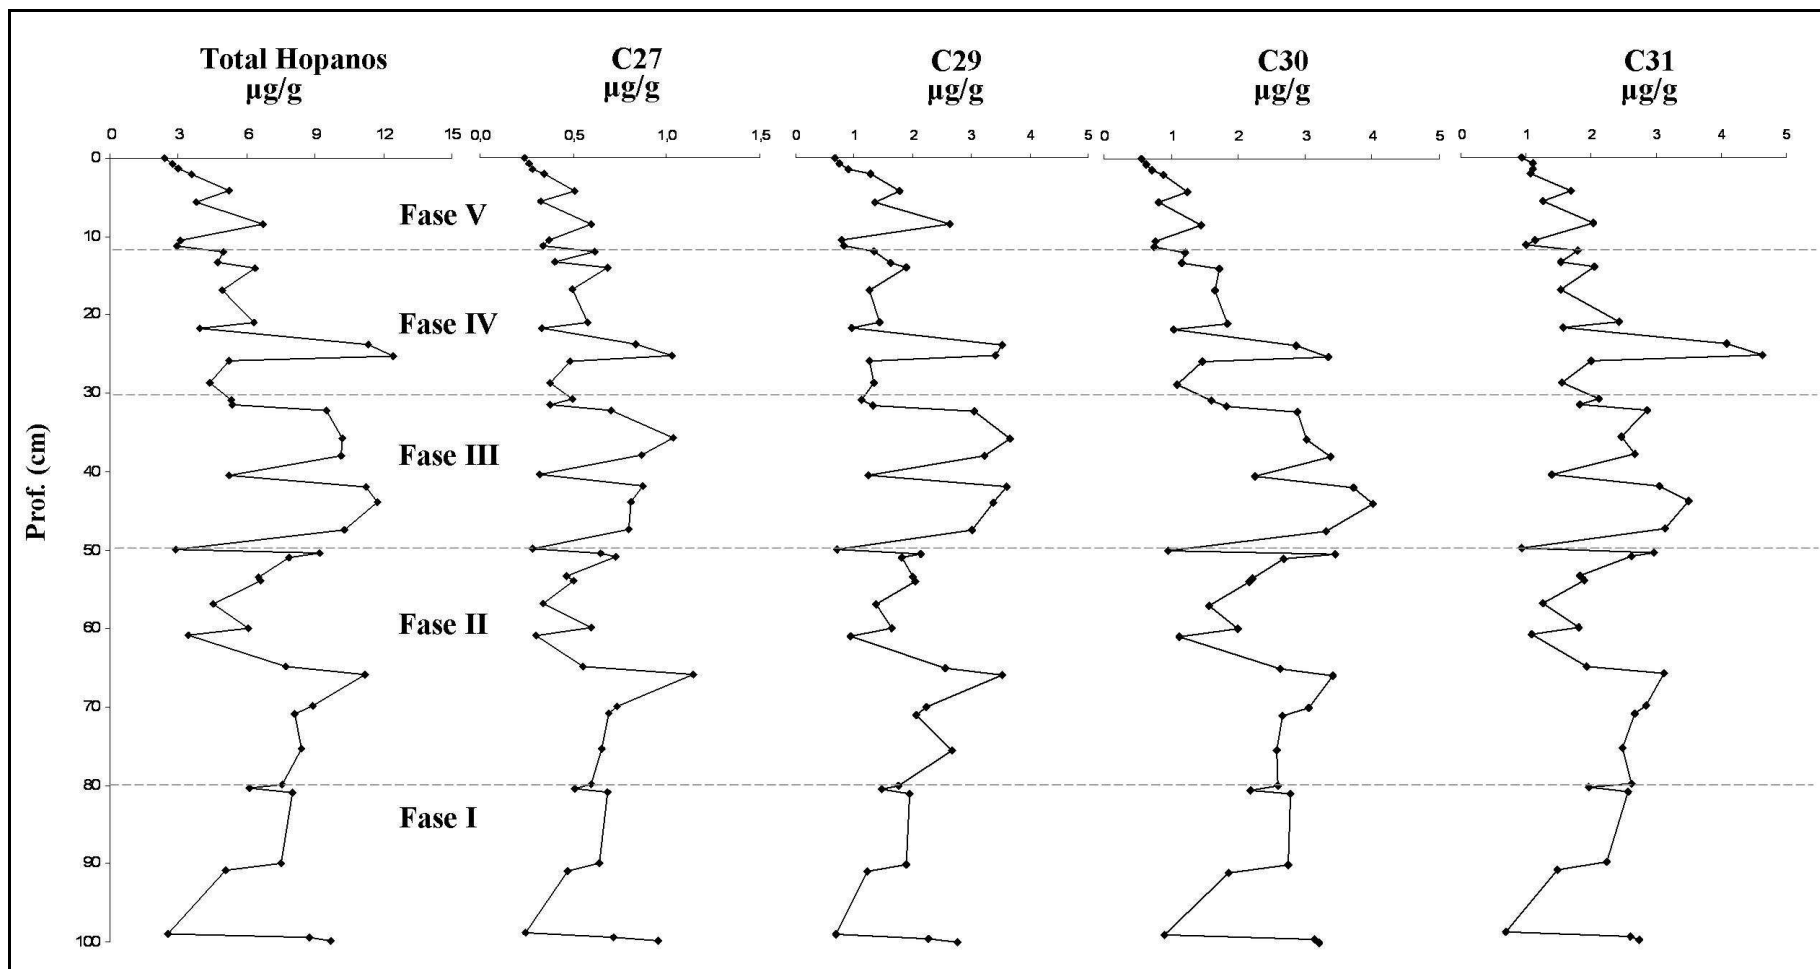 Total Hopanos
µg/g
C27
µg/g
C29
µg/g
C30
µg/g
C31
µg/g
0 3 6 9 12 15
0,0 0,5 1,0 1,5
0 1 2 3 4 5
0 1 2 3 4 5
0 1 2 3 4 5
Prof. (cm)
0
10
20
30
40
50
60
70
80
90
100
Fase V
Fase IV
Fase III
Fase II
Fase I